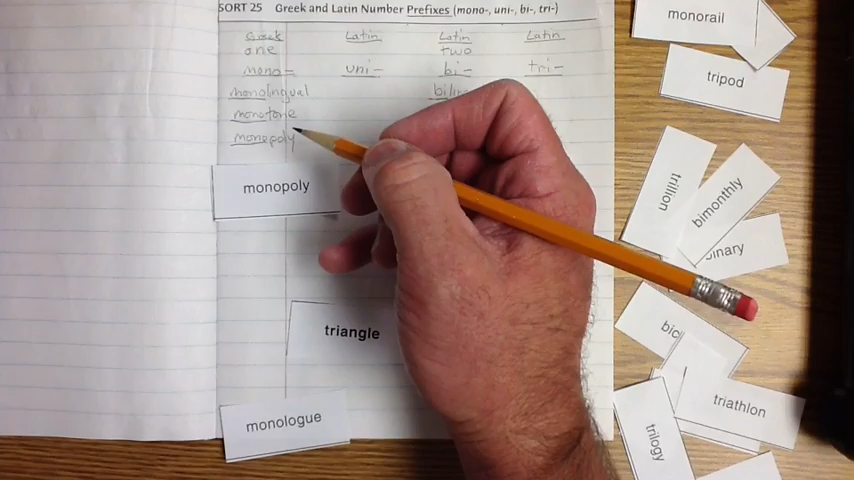 SORT 25 Greek and Latin Number Prefixes (mono-, uni-, bi-, tri-)
Greek Latin Latin Latin
one two
mono- uni- bi- tri-
monolingual
monotone
monopoly
monopoly
triangle
monologue
monorail
tripod
trillion
bimonthly
triathlon
trilogy